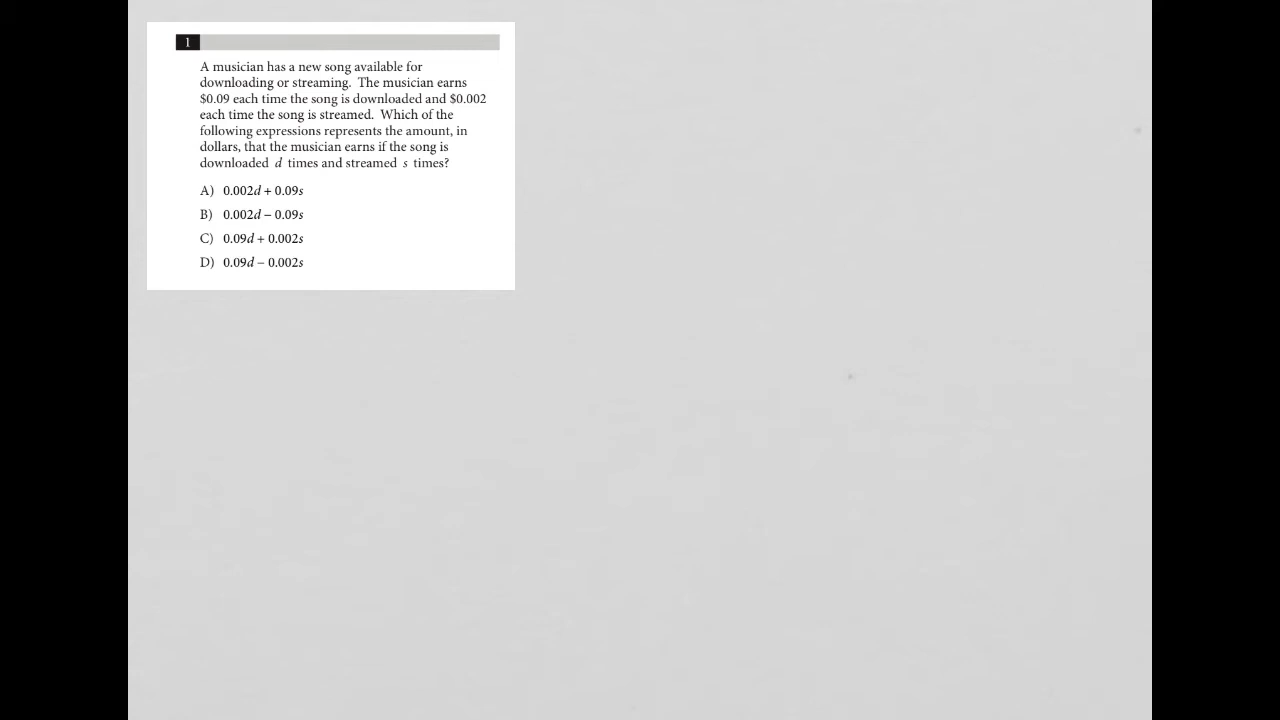 1
A musician has a new song available for
downloading or streaming. The musician earns
$0.09 each time the song is downloaded and $0.002
each time the song is streamed. Which of the
following expressions represents the amount, in
dollars, that the musician earns if the song is
downloaded d times and streamed s times?
A) 0.002d + 0.09s
B) 0.002d − 0.09s
C) 0.09d + 0.002s
D) 0.09d − 0.002s